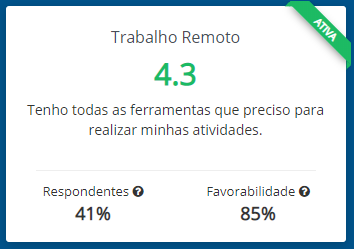 ATIVA
Trabalho Remoto
4.3
Tenho todas as ferramentas que preciso para
realizar minhas atividades.
Respondentes ?
Favorabilidade ?
41%
85%